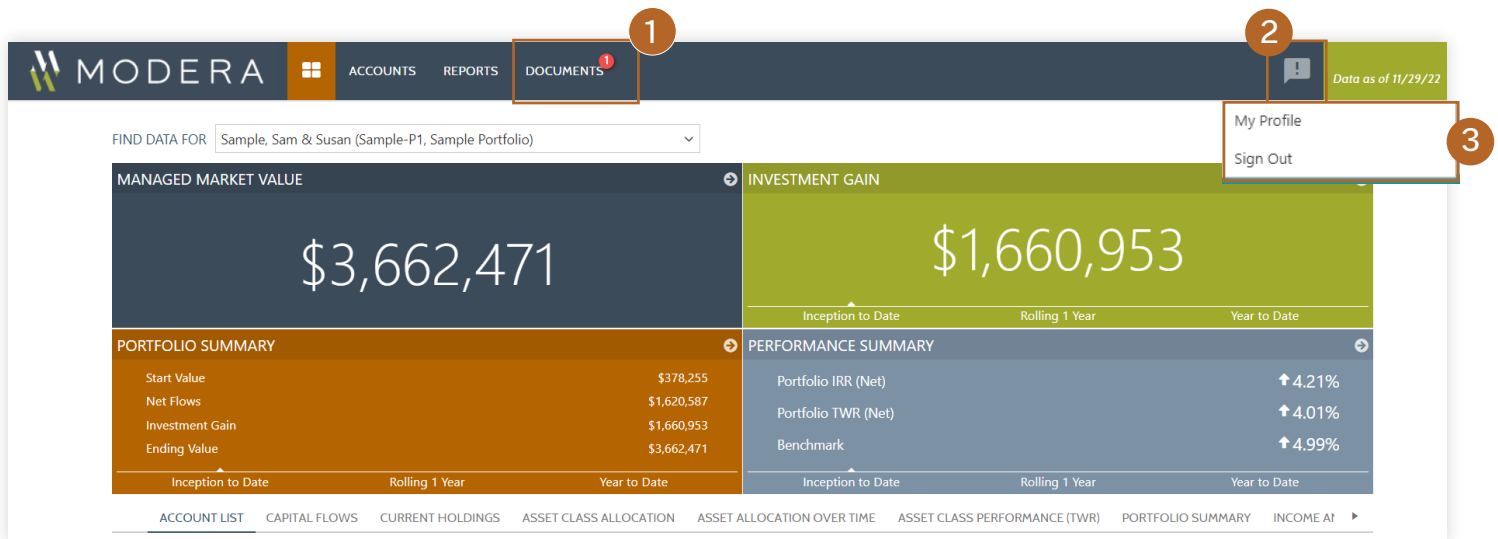 1
2
MODERA
ACCOUNTS REPORTS DOCUMENTS 1
! Data as of 11/29/22
My Profile
3
Sign Out
FIND DATA FOR Sample, Sam & Susan (Sample-P1, Sample Portfolio)
MANAGED MARKET VALUE
$3,662,471
INVESTMENT GAIN
$1,660,953
Inception to Date Rolling 1 Year Year to Date
PORTFOLIO SUMMARY
Start Value $378,255
Net Flows $1,620,587
Investment Gain $1,660,953
Ending Value $3,662,471
Inception to Date Rolling 1 Year Year to Date
PERFORMANCE SUMMARY
Portfolio IRR (Net) 4.21%
Portfolio TWR (Net) 4.01%
Benchmark 4.99%
Inception to Date Rolling 1 Year Year to Date
ACCOUNT LIST CAPITAL FLOWS CURRENT HOLDINGS ASSET CLASS ALLOCATION ASSET ALLOCATION OVER TIME ASSET CLASS PERFORMANCE (TWR) PORTFOLIO SUMMARY INCOME